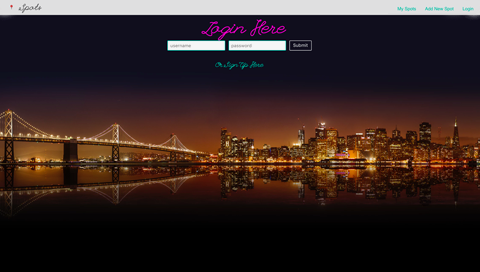 Spots
My Spots Add New Spot Login
Login Here
username password Submit
Or Sign Up Here